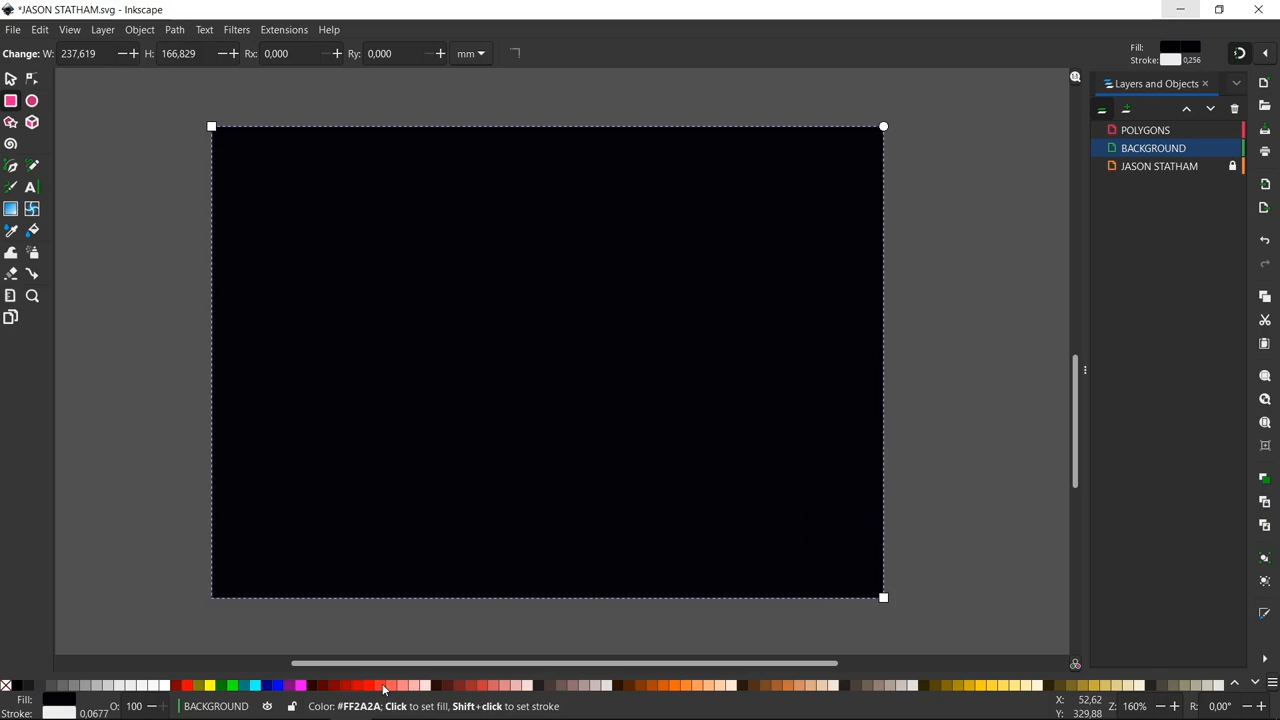 *JASON STATHAM.svg - Inkscape
File Edit View Layer Object Path Text Filters Extensions Help
Change: W: 237,619 H: 166,829 Rx: 0,000 Ry: 0,000 mm
Fill:
Stroke: 0,256
Layers and Objects
POLYGONS
BACKGROUND
JASON STATHAM
Fill:
Stroke: 0,0677
O: 100
BACKGROUND
Color: #FF2A2A; Click to set fill, Shift+click to set stroke
X: 52,62
Y: 329,88
Z: 160%
R: 0,00°